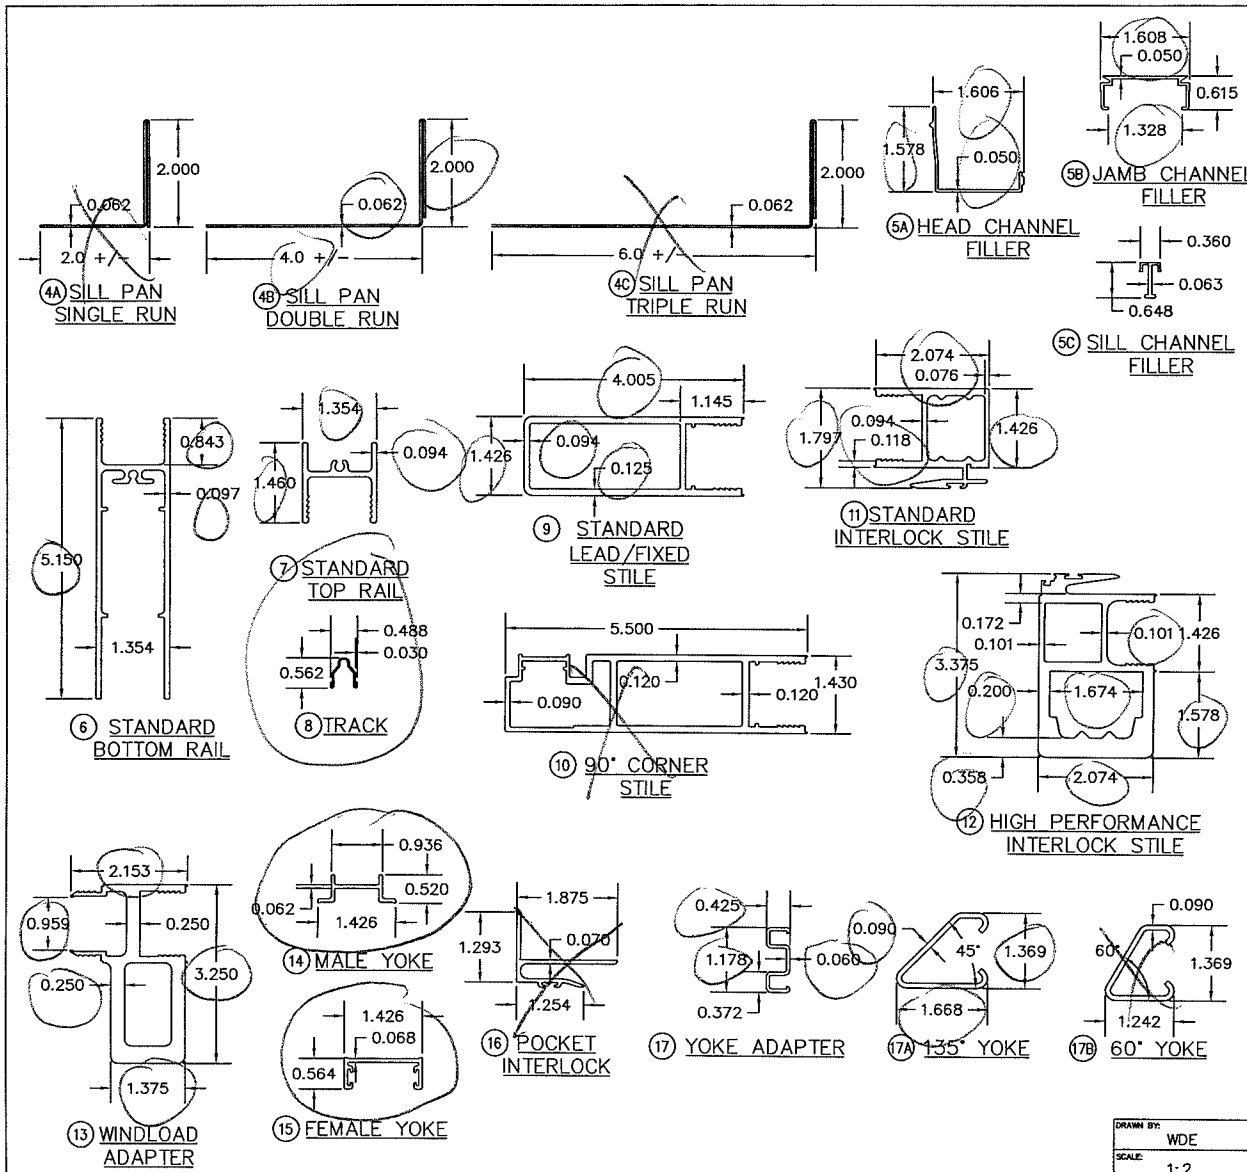 2.000
0.062
2.0 +/-
4A SILL PAN
SINGLE RUN
2.000
0.062
4.0 +/-
4B SILL PAN
DOUBLE RUN
2.000
0.062
6.0 +/-
4C SILL PAN
TRIPLE RUN
1.606
1.578
0.050
5A HEAD CHANNEL
FILLER
1.608
0.050
0.615
1.328
5B JAMB CHANNEL
FILLER
0.360
0.063
0.648
5C SILL CHANNEL
FILLER
0.843
0.097
5.150
1.354
6 STANDARD
BOTTOM RAIL
1.354
0.094
1.460
7 STANDARD
TOP RAIL
0.488
0.030
0.562
8 TRACK
4.005
1.145
1.426
0.094
0.125
9 STANDARD
LEAD/FIXED
STILE
5.500
0.120
1.430
0.090
0.120
10 90° CORNER
STILE
2.074
0.076
0.094
1.797
0.118
1.426
11 STANDARD
INTERLOCK STILE
0.172
0.101
0.101
1.426
3.375
0.200
1.674
1.578
0.358
2.074
12 HIGH PERFORMANCE
INTERLOCK STILE
2.153
0.959
0.250
3.250
0.250
1.375
13 WINDLOAD
ADAPTER
0.936
0.520
0.062
1.426
14 MALE YOKE
1.426
0.068
0.564
15 FEMALE YOKE
1.875
1.293
0.070
1.254
16 POCKET
INTERLOCK
0.425
1.178
0.060
0.372
17 YOKE ADAPTER
0.090
45°
1.369
1.668
17A 135° YOKE
0.090
60°
1.369
1.242
17B 60° YOKE
DRAWN BY:
WDE
SCALE:
1:2